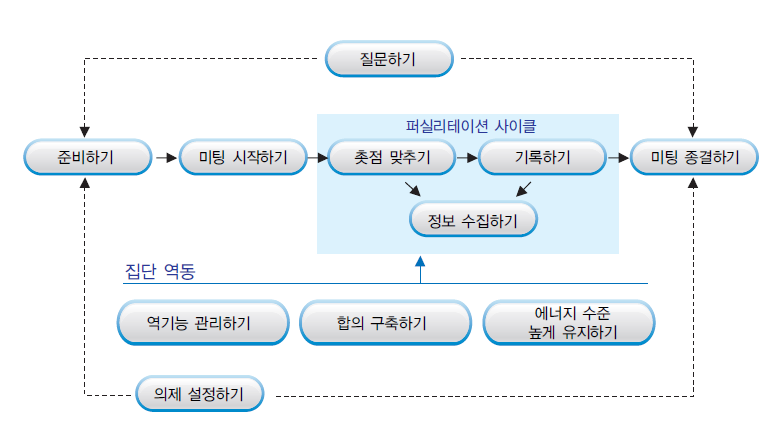 질문하기
퍼실리테이션 사이클
준비하기
미팅 시작하기
촛점 맞추기
기록하기
미팅 종결하기
정보 수집하기
집단 역동
역기능 관리하기
합의 구축하기
에너지 수준
높게 유지하기
의제 설정하기